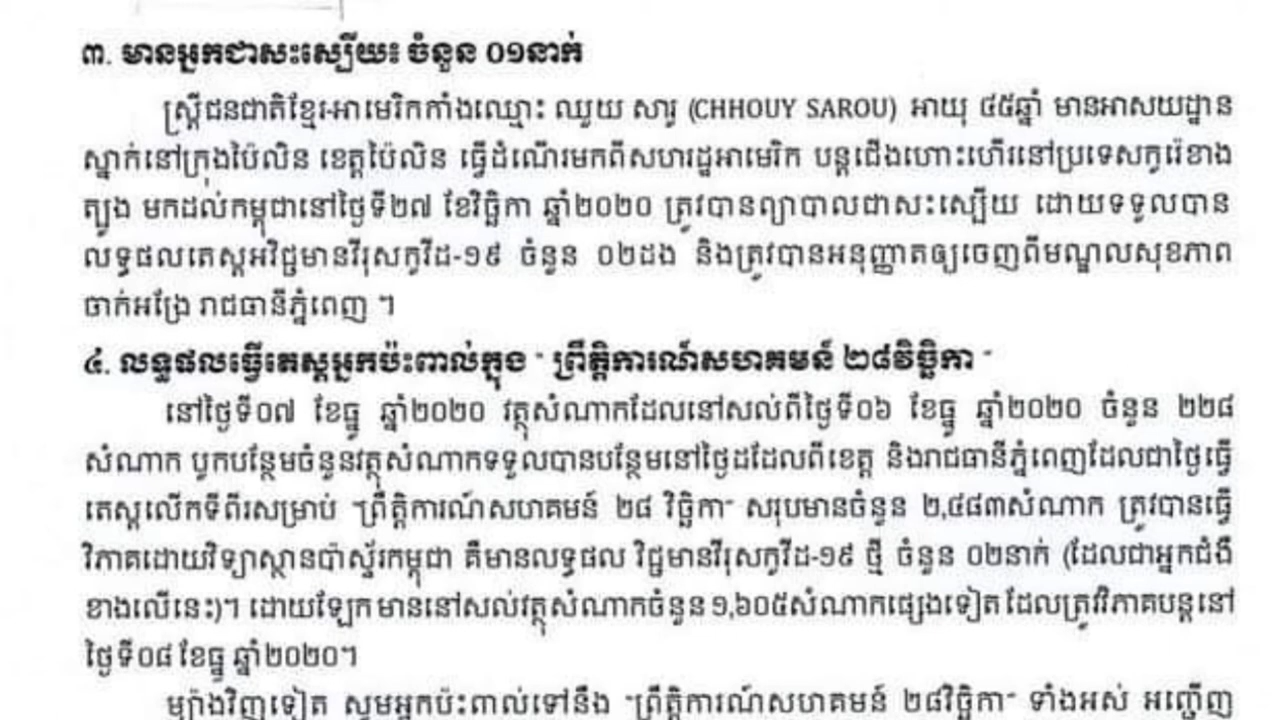 ៣. មានអ្នកជាសះស្បើយ៖ ចំនួន ០១នាក់
ស្ត្រីជនជាតិខ្មែរ-អាមេរិកកាំងឈ្មោះ ឈួយ សារូ (CHHOUY SAROU) អាយុ ៤៥ឆ្នាំ មានអាសយដ្ឋាន
ស្នាក់នៅក្រុងប៉ៃលិន ខេត្តប៉ៃលិន ធ្វើដំណើរមកពីសហរដ្ឋអាមេរិក បន្តជើងហោះហើរនៅប្រទេសកូរ៉េខាង
ត្បូង មកដល់កម្ពុជានៅថ្ងៃទី២៧ ខែវិច្ឆិកា ឆ្នាំ២០២០ ត្រូវបានព្យាបាលជាសះស្បើយ ដោយទទួលបាន
លទ្ធផលតេស្តអវិជ្ជមានវីរុសកូវីដ-១៩ ចំនួន ០២ដង និងត្រូវបានអនុញ្ញាតឲ្យចេញពីមណ្ឌលសុខភាព
ចាក់អង្រែ រាជធានីភ្នំពេញ ។
៤. លទ្ធផលធ្វើតេស្តអ្នកប៉ះពាល់ក្នុង " ព្រឹត្តិការណ៍សហគមន៍ ២៨វិច្ឆិកា "
នៅថ្ងៃទី០៧ ខែធ្នូ ឆ្នាំ២០២០ វត្ថុសំណាកដែលនៅសល់ពីថ្ងៃទី០៦ ខែធ្នូ ឆ្នាំ២០២០ ចំនួន ២២៨
សំណាក បូកបន្ថែមចំនួនវត្ថុសំណាកទទួលបានបន្ថែមនៅថ្ងៃដដែលពីខេត្ត និងរាជធានីភ្នំពេញដែលជាថ្ងៃធ្វើ
តេស្តលើកទីពីរសម្រាប់ "ព្រឹត្តិការណ៍សហគមន៍ ២៨ វិច្ឆិកា" សរុបមានចំនួន ២,៤៨៣សំណាក ត្រូវបានធ្វើ
វិភាគដោយវិទ្យាស្ថានប៉ាស្ទ័រកម្ពុជា គឺមានលទ្ធផល វិជ្ជមានវីរុសកូវីដ-១៩ ថ្មី ចំនួន ០២នាក់ (ដែលជាអ្នកជំងឺ
ខាងលើនេះ)។ ដោយឡែកមាននៅសល់វត្ថុសំណាកចំនួន ១,៦០៥សំណាកផ្សេងទៀត ដែលត្រូវវិភាគបន្តនៅ
ថ្ងៃទី០៨ ខែធ្នូ ឆ្នាំ២០២០។
ម្យ៉ាងវិញទៀត សូមអ្នកប៉ះពាល់ទៅនឹង "ព្រឹត្តិការណ៍សហគមន៍ ២៨វិច្ឆិកា" ទាំងអស់ អញ្ជើញ